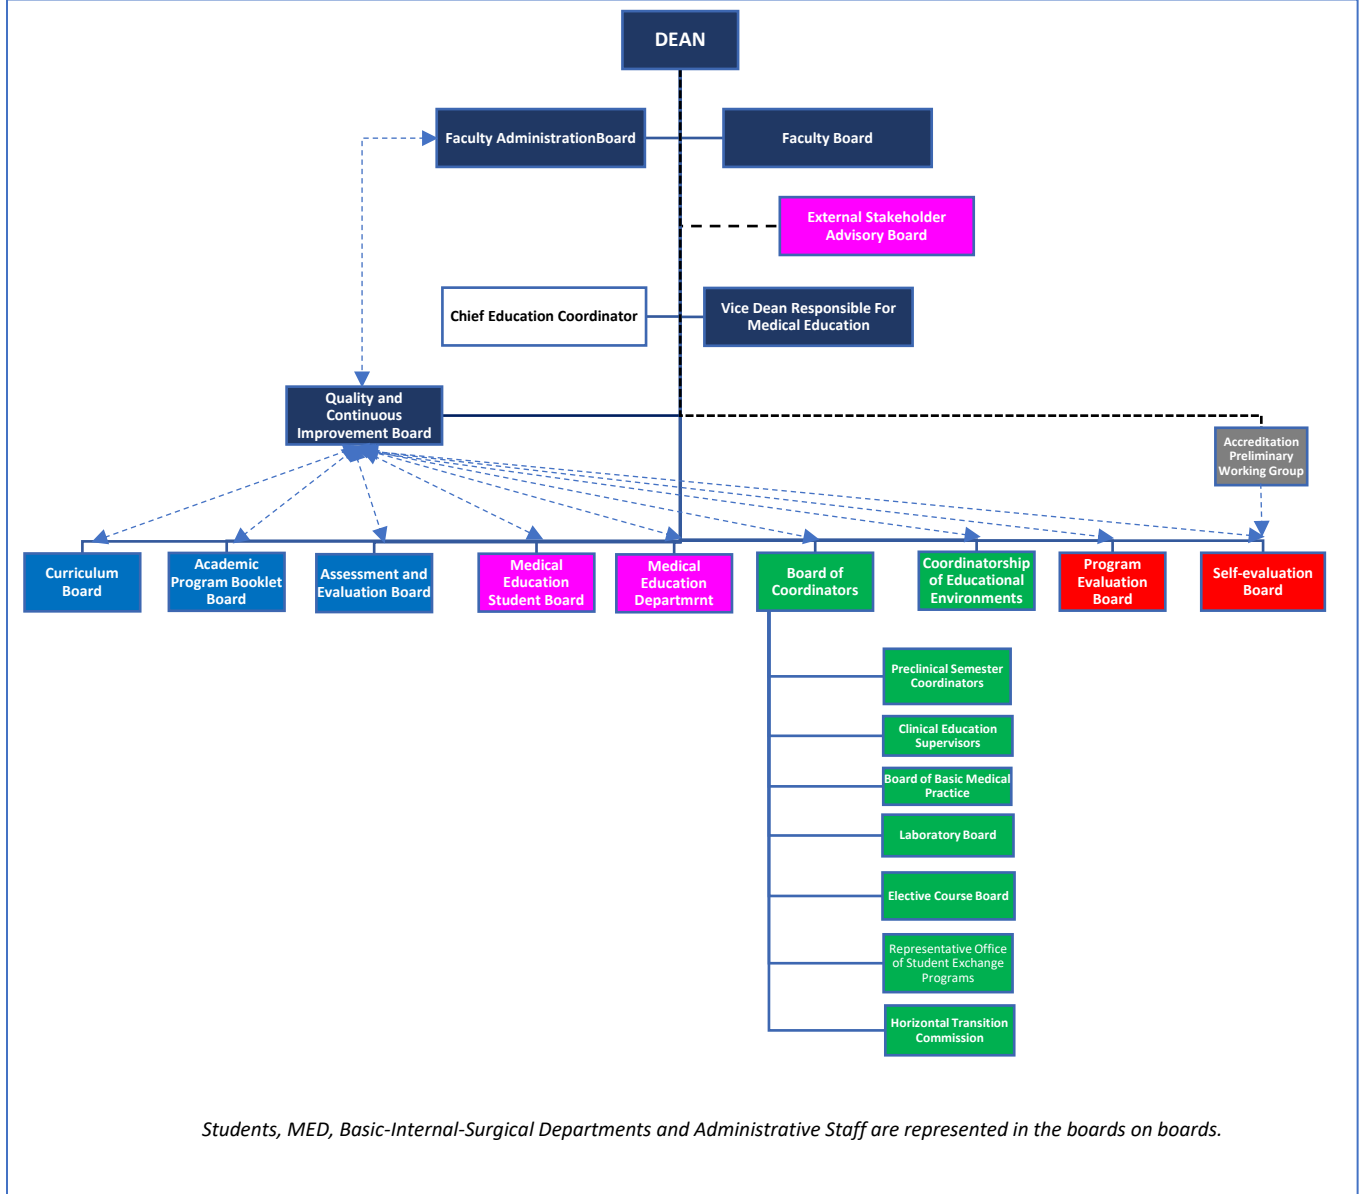 DEAN
Faculty AdministrationBoard
Faculty Board
External Stakeholder
Advisory Board
Chief Education Coordinator
Vice Dean Responsible For
Medical Education
Quality and
Continuous
Improvement Board
Accreditation
Preliminary
Working Group
Curriculum
Board
Academic
Program Booklet
Board
Assessment and
Evaluation Board
Medical
Education
Student Board
Medical
Education
Departmrnt
Board of
Coordinators
Coordinatorship
of Educational
Environments
Program
Evaluation
Board
Self-evaluation
Board
Preclinical Semester
Coordinators
Clinical Education
Supervisors
Board of Basic Medical
Practice
Laboratory Board
Elective Course Board
Representative Office
of Student Exchange
Programs
Horizontal Transition
Commission
Students, MED, Basic-Internal-Surgical Departments and Administrative Staff are represented in the boards on boards.